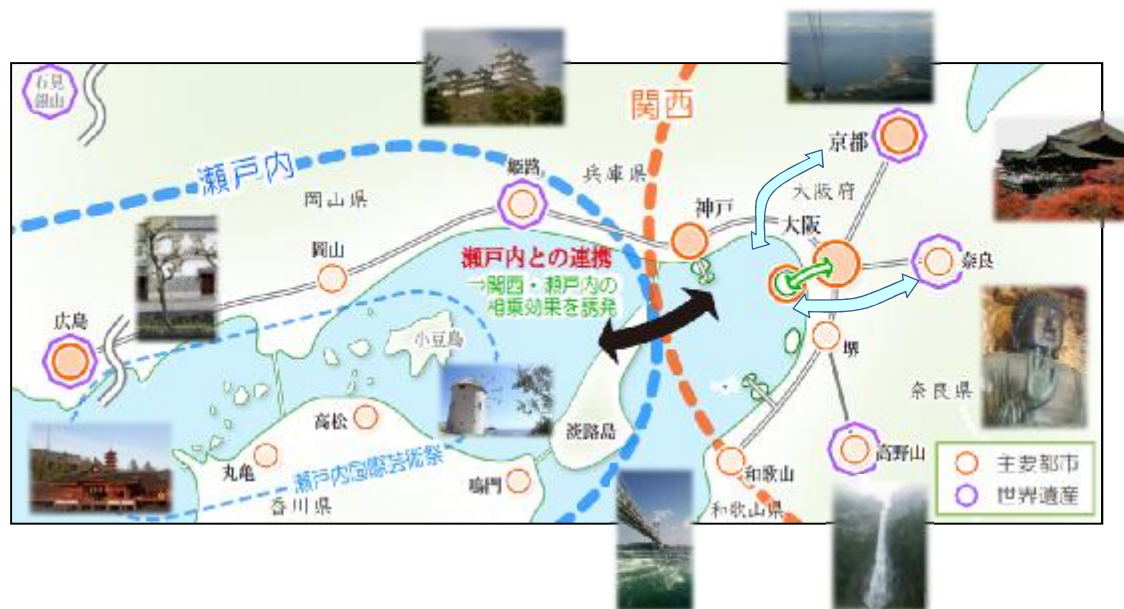 石見
銀山
関西
瀬戸内
京都
姫路
兵庫県
大阪府
岡山県
神戸
大阪
岡山
瀬戸内との連携
→関西・瀬戸内の
相乗効果を誘発
奈良
広島
小豆島
堺
奈良県
高松
淡路島
丸亀
瀬戸内国際芸術祭
鳴門
香川県
和歌山
和歌山県
高野山
主要都市
世界遺産